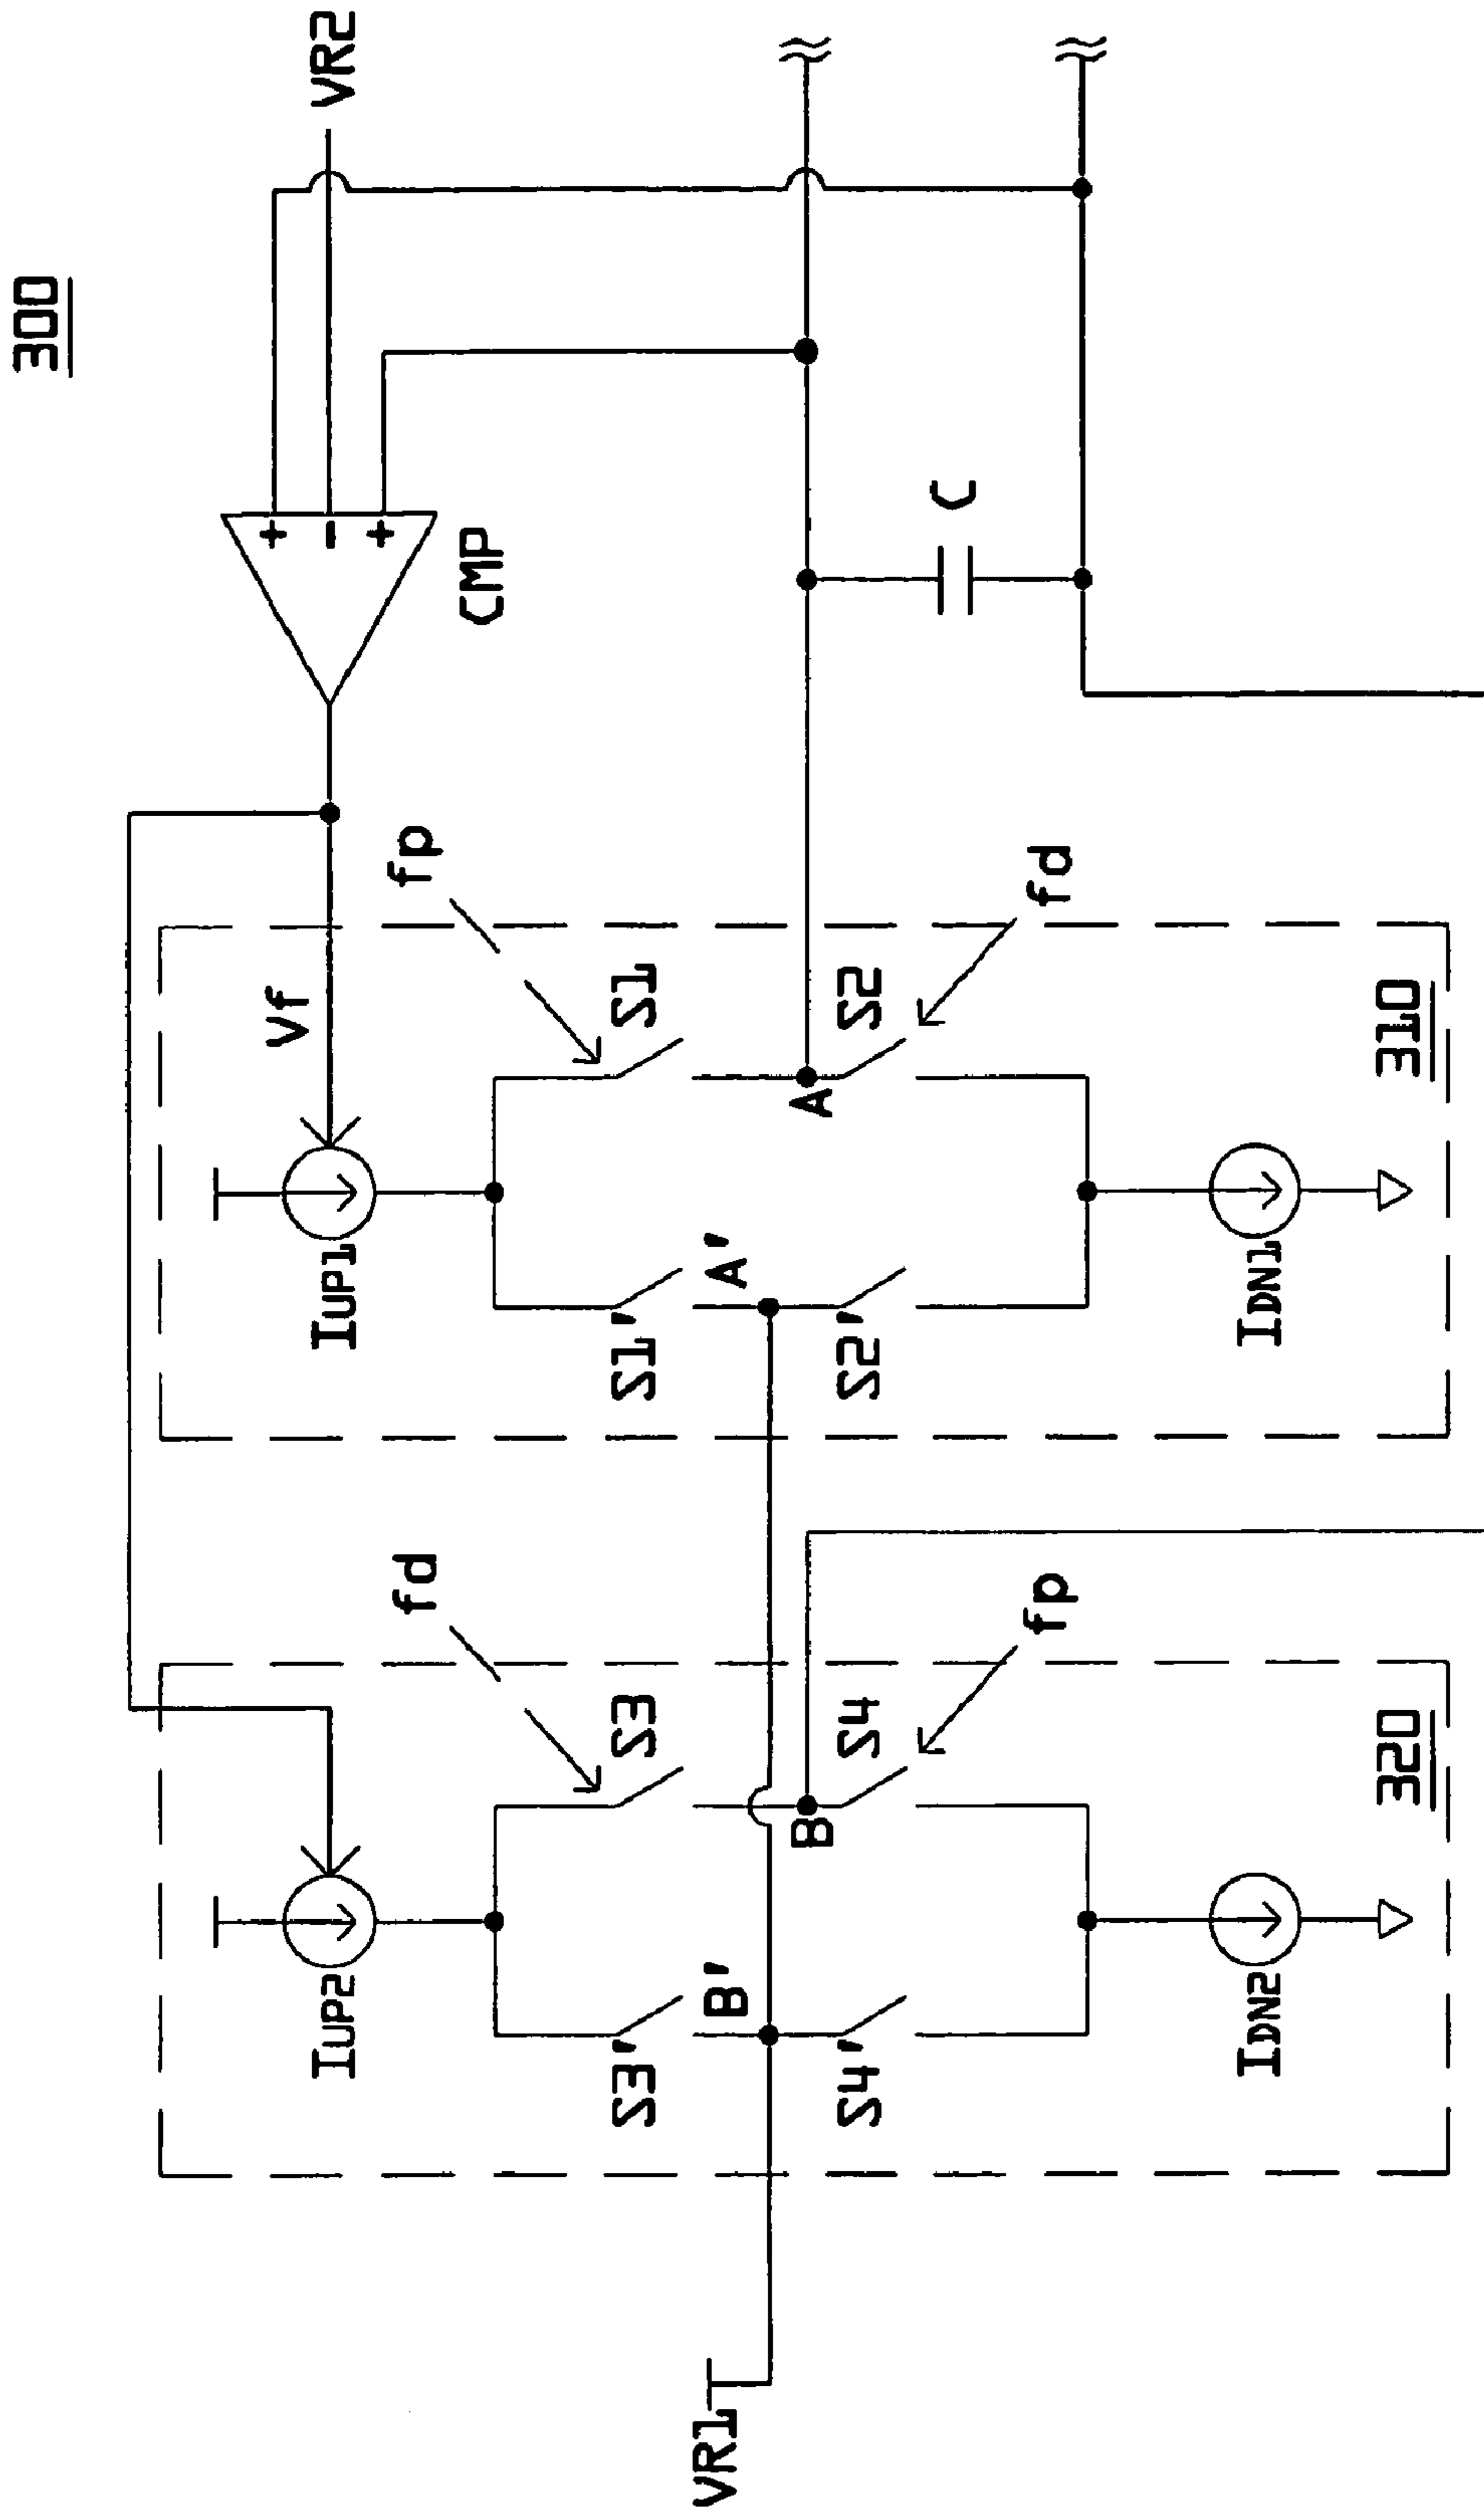 300
VR2
CMP
C
Vf
fp
fd
S1
S2
A
310
IUP1
S1'
A'
S2'
IDN1
fd
fp
S3
S4
B
320
IUP2
S3'
B'
S4'
IDN2
VR1
+
-
+